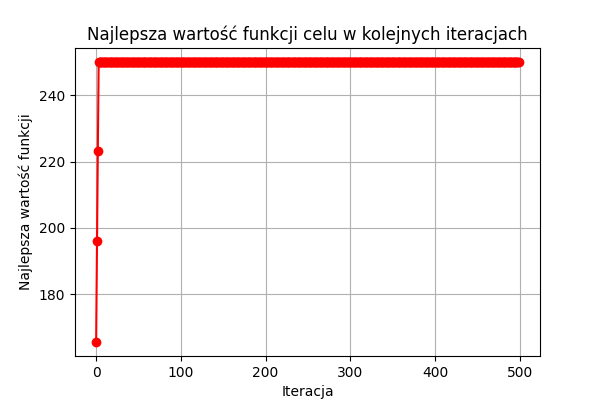 Najlepsza wartość funkcji celu w kolejnych iteracjach
Najlepsza wartość funkcji
240
220
200
180
0 100 200 300 400 500
Iteracja